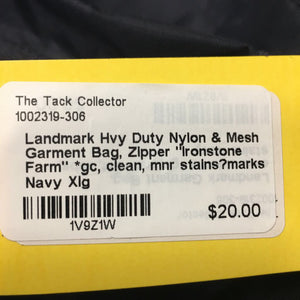 The Tack Collector
1002319-306
Landmark Hvy Duty Nylon & Mesh
Garment Bag, Zipper "Ironstone
Farm" *gc, clean, mnr stains?marks
Navy Xlg
$20.00
1V9Z1W